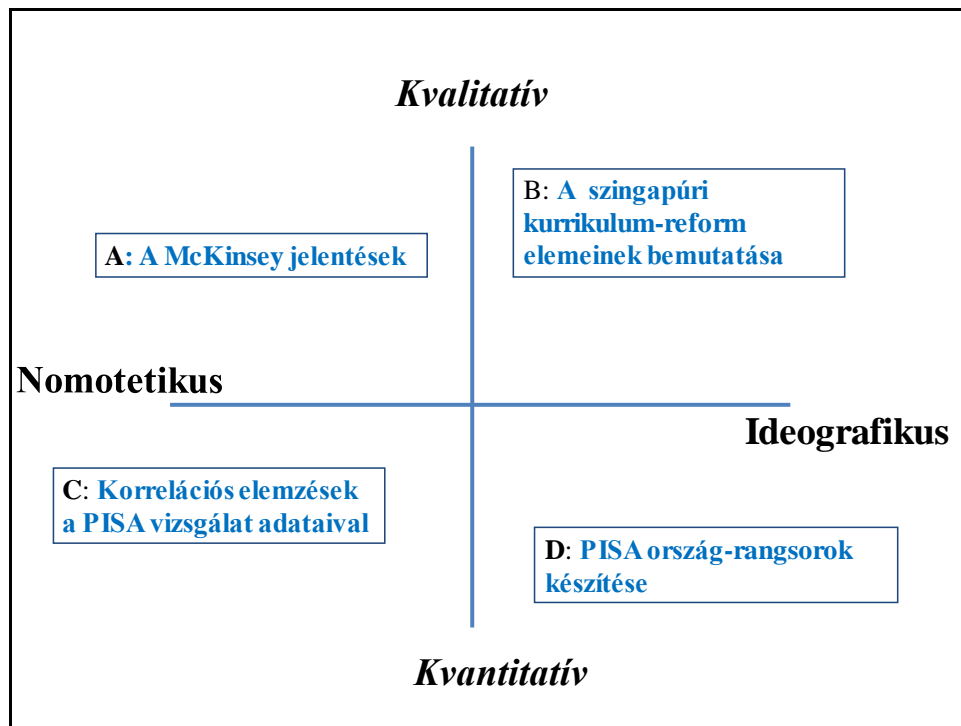 Kvalitatív
A: A McKinsey jelentések
B: A szingapúri
kurrikulum-reform
elemeinek bemutatása
Nomotetikus
Ideografikus
C: Korrelációs elemzések
a PISA vizsgálat adataival
D: PISA ország-rangsorok
készítése
Kvantitatív